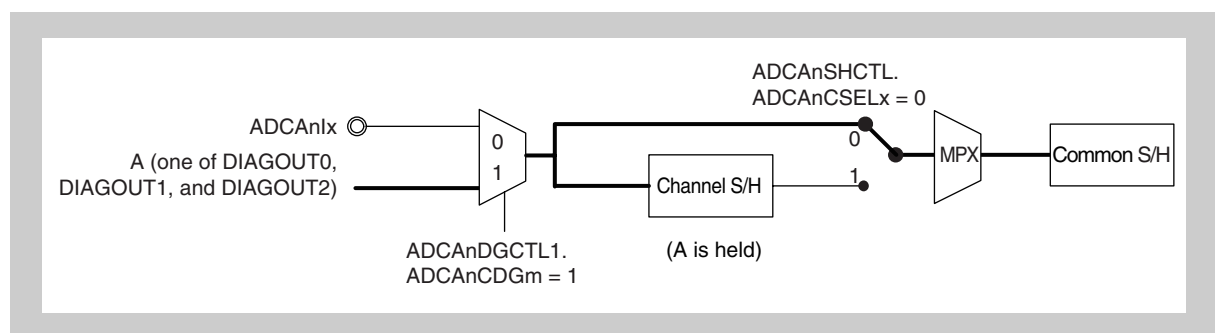 ADCAnSHCTL.
ADCAnCSELx = 0
ADCAnIx
0
0
MPX
Common S/H
A (one of DIAGOUT0,
DIAGOUT1, and DIAGOUT2)
1
Channel S/H
1
ADCAnDGCTL1.
ADCAnCDGm = 1
(A is held)